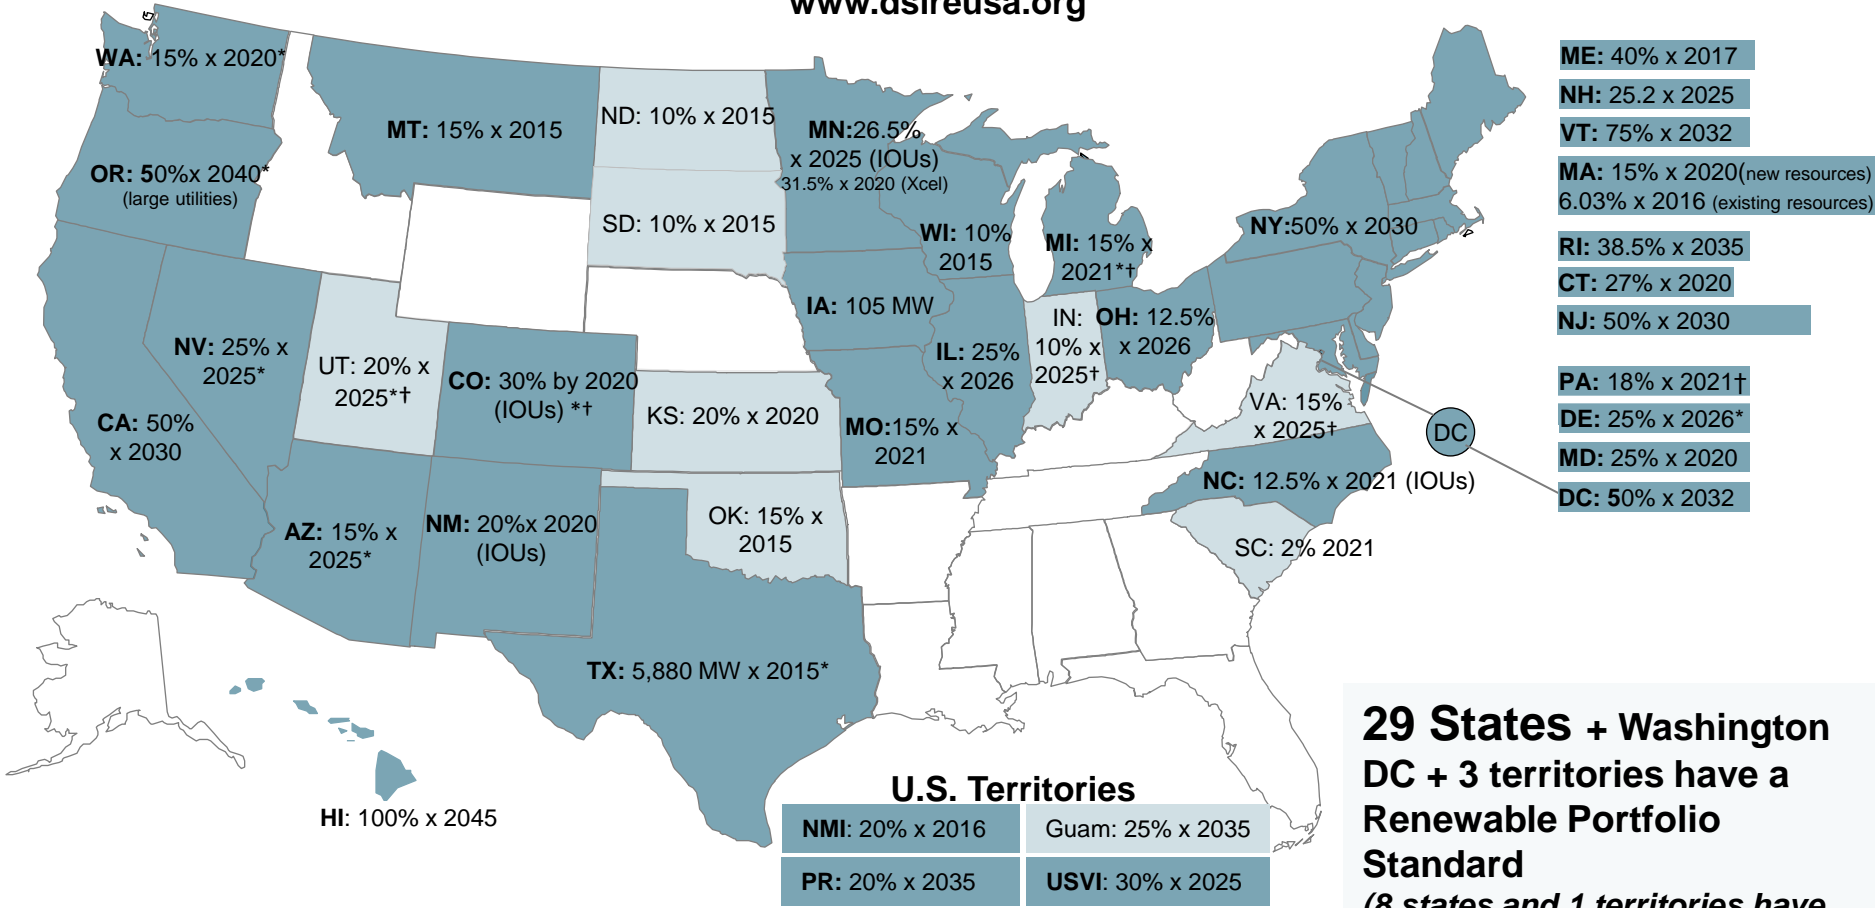 www.dsireusa.org
WA: 15% x 2020*
OR: 50%x 2040*
(large utilities)
CA: 50%
x 2030
NV: 25% x
2025*
AZ: 15% x
2025*
MT: 15% x 2015
UT: 20% x
2025*†
CO: 30% by 2020
(IOUs) *†
NM: 20%x 2020
(IOUs)
ND: 10% x 2015
SD: 10% x 2015
KS: 20% x 2020
OK: 15% x
2015
TX: 5,880 MW x 2015*
HI: 100% x 2045
MN:26.5%
x 2025 (IOUs)
31.5% x 2020 (Xcel)
IA: 105 MW
MO:15% x
2021
WI: 10%
2015
IL: 25%
x 2026
MI: 15% x
2021*†
IN:
10% x
2025†
OH: 12.5%
x 2026
NY:50% x 2030
VA: 15%
x 2025†
NC: 12.5% x 2021 (IOUs)
SC: 2% 2021
DC
ME: 40% x 2017
NH: 25.2 x 2025
VT: 75% x 2032
MA: 15% x 2020(new resources)
6.03% x 2016 (existing resources)
RI: 38.5% x 2035
CT: 27% x 2020
NJ: 50% x 2030
PA: 18% x 2021†
DE: 25% x 2026*
MD: 25% x 2020
DC: 50% x 2032
U.S. Territories
NMI: 20% x 2016
Guam: 25% x 2035
PR: 20% x 2035
USVI: 30% x 2025
29 States + Washington
DC + 3 territories have a
Renewable Portfolio
Standard
(8 states and 1 territories have